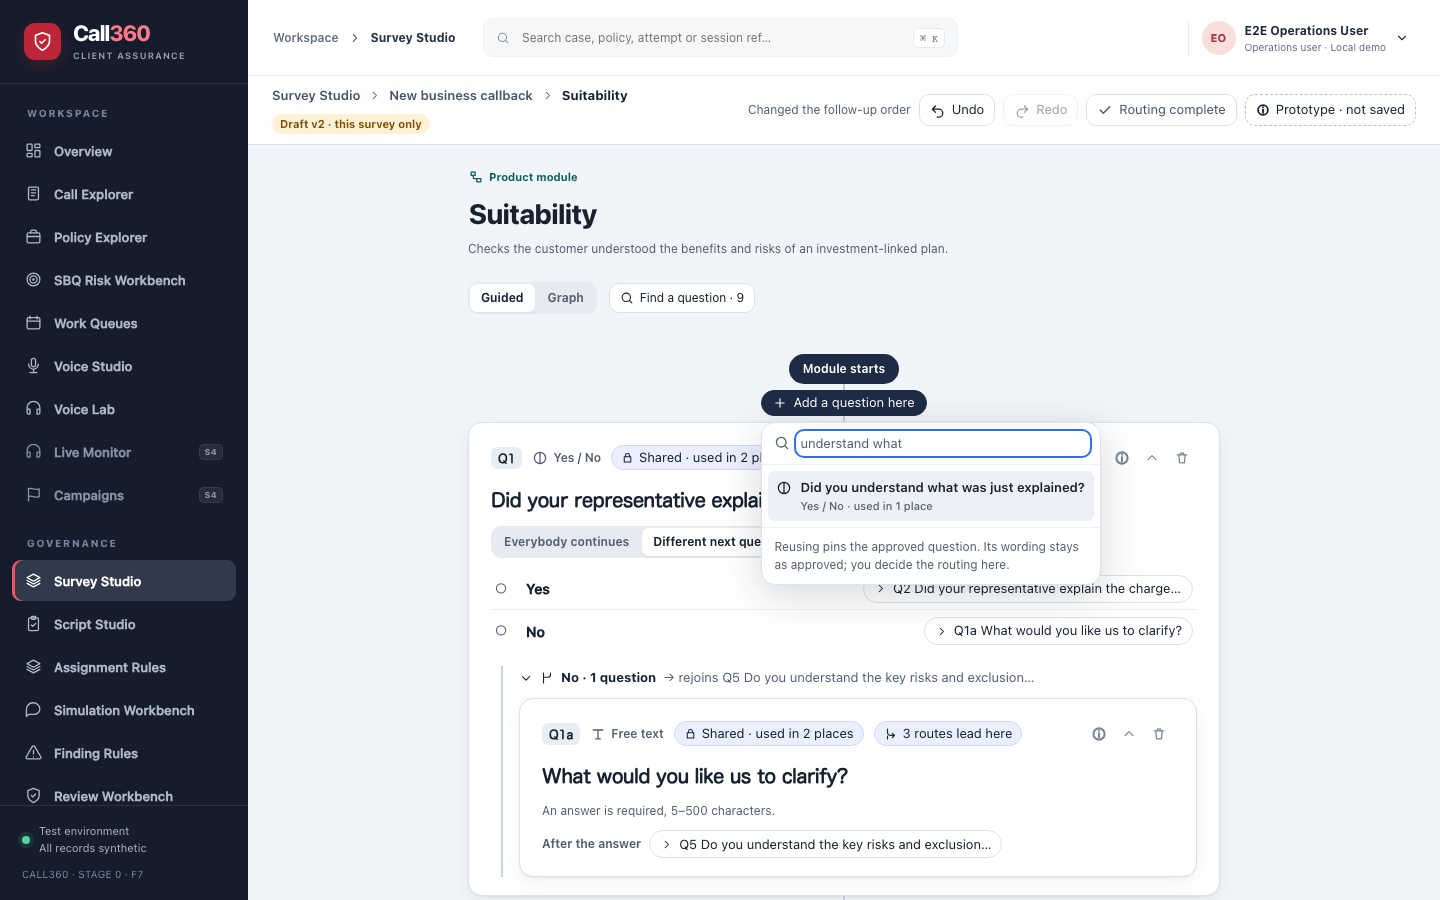 Call360
CLIENT ASSURANCE
WORKSPACE
Overview
Call Explorer
Policy Explorer
SBQ Risk Workbench
Work Queues
Voice Studio
Voice Lab
Live Monitor S4
Campaigns S4
GOVERNANCE
Survey Studio
Script Studio
Assignment Rules
Simulation Workbench
Finding Rules
Review Workbench
Test environment
All records synthetic
CALL360 · STAGE 0 · F7
Workspace > Survey Studio
Search case, policy, attempt or session ref...
⌘ K
EO
E2E Operations User
Operations user · Local demo
Survey Studio > New business callback > Suitability
Draft v2 · this survey only
Changed the follow-up order
Undo
Redo
Routing complete
Prototype · not saved
Product module
Suitability
Checks the customer understood the benefits and risks of an investment-linked plan.
Guided
Graph
Find a question · 9
Module starts
+ Add a question here
understand what
Did you understand what was just explained?
Yes / No · used in 1 place
Reusing pins the approved question. Its wording stays
as approved; you decide the routing here.
Q1 Yes / No Shared · used in 2 pl
Did your representative explai
Everybody continues Different next que
Yes > Q2 Did your representative explain the charge...
No > Q1a What would you like us to clarify?
No · 1 question → rejoins Q5 Do you understand the key risks and exclusion...
Q1a Free text Shared · used in 2 places 3 routes lead here
What would you like us to clarify?
An answer is required, 5–500 characters.
After the answer > Q5 Do you understand the key risks and exclusion...